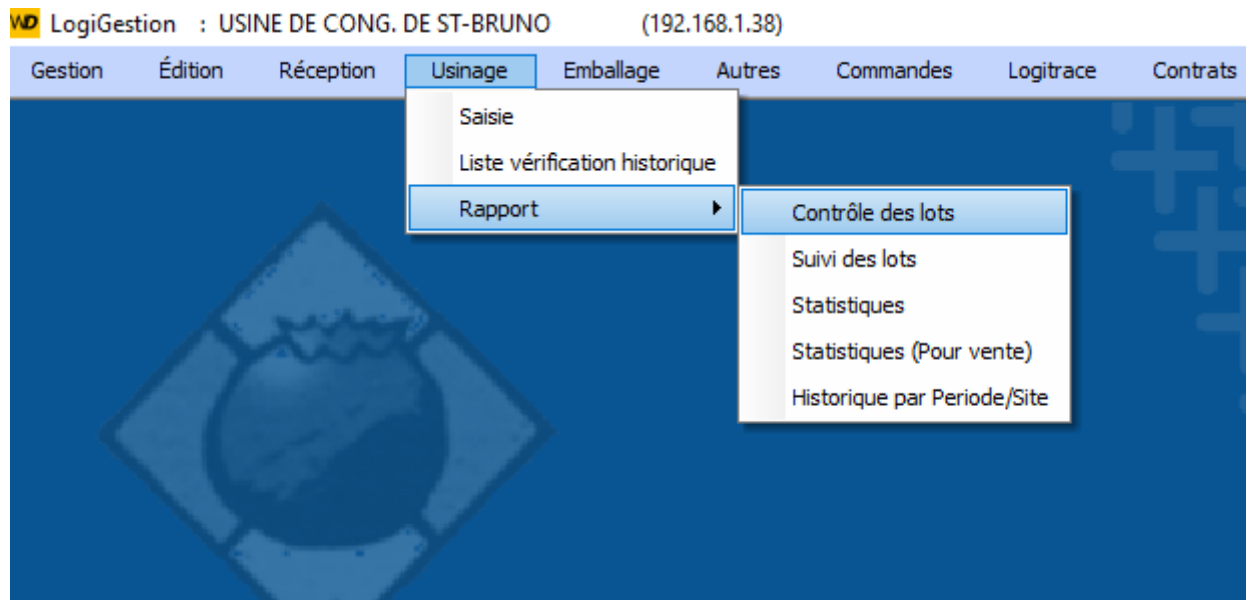 WD LogiGestion : USINE DE CONG. DE ST-BRUNO (192.168.1.38)
Gestion Édition Réception Usinage Emballage Autres Commandes Logitrace Contrats
Saisie
Liste vérification historique
Rapport
Contrôle des lots
Suivi des lots
Statistiques
Statistiques (Pour vente)
Historique par Periode/Site